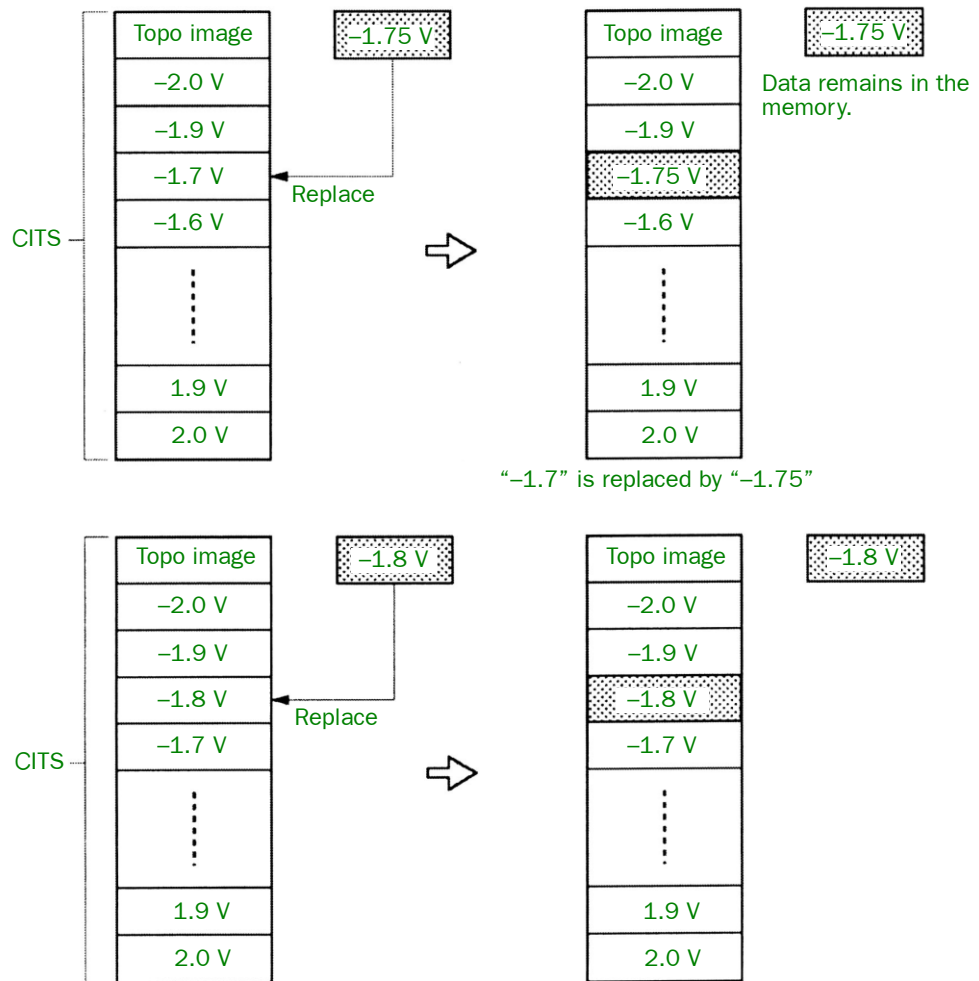 Topo image
–2.0 V
–1.9 V
–1.7 V
–1.6 V
1.9 V
2.0 V
CITS
–1.75 V
Replace
Topo image
–2.0 V
–1.9 V
–1.75 V
–1.6 V
1.9 V
2.0 V
–1.75 V
Data remains in the
memory.
“–1.7” is replaced by “–1.75”
Topo image
–2.0 V
–1.9 V
–1.8 V
–1.7 V
1.9 V
2.0 V
CITS
–1.8 V
Replace
Topo image
–2.0 V
–1.9 V
–1.8 V
–1.7 V
1.9 V
2.0 V
–1.8 V